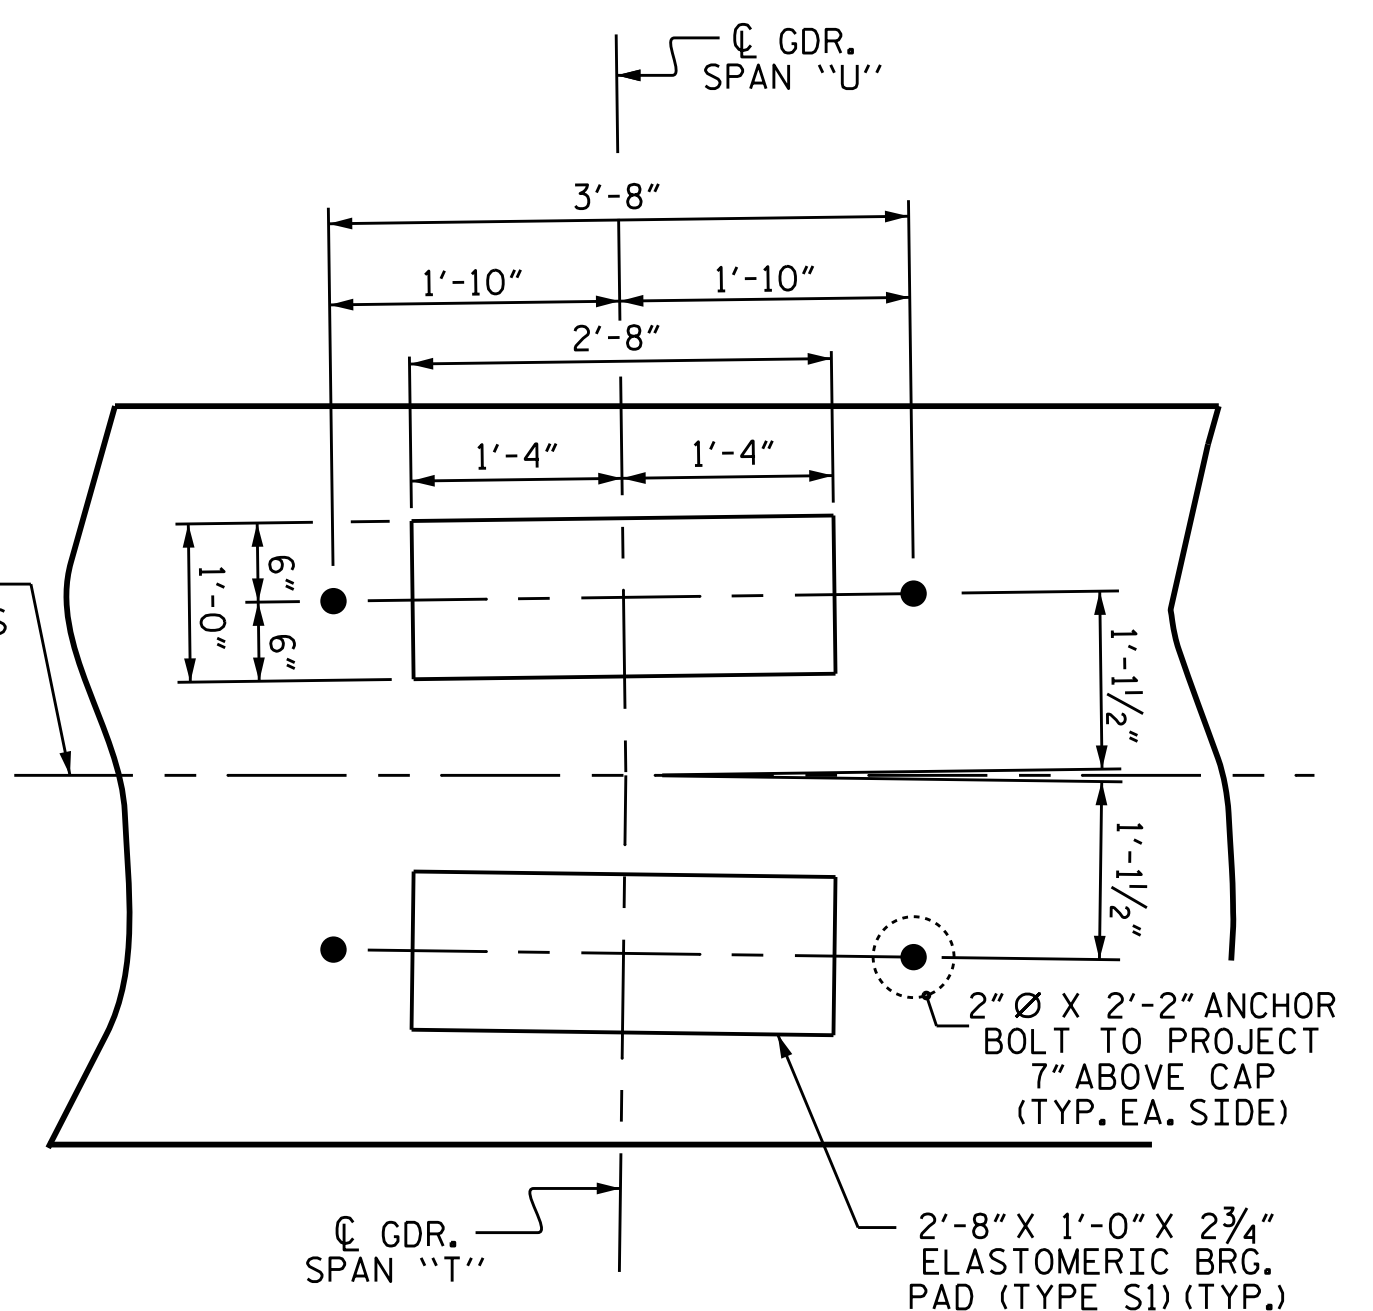 ℄ GDR.
SPAN "U"
3'-8"
1'-10"
1'-10"
2'-8"
1'-4"
1'-4"
6"
1'-0"
6"
1'-1½"
1'-1½"
2" Ø X 2'-2" ANCHOR
BOLT TO PROJECT
7" ABOVE CAP
(TYP. EA. SIDE)
℄ GDR.
SPAN "T"
2'-8" X 1'-0" X 2¾"
ELASTOMERIC BRG.
PAD (TYPE S1) (TYP.)